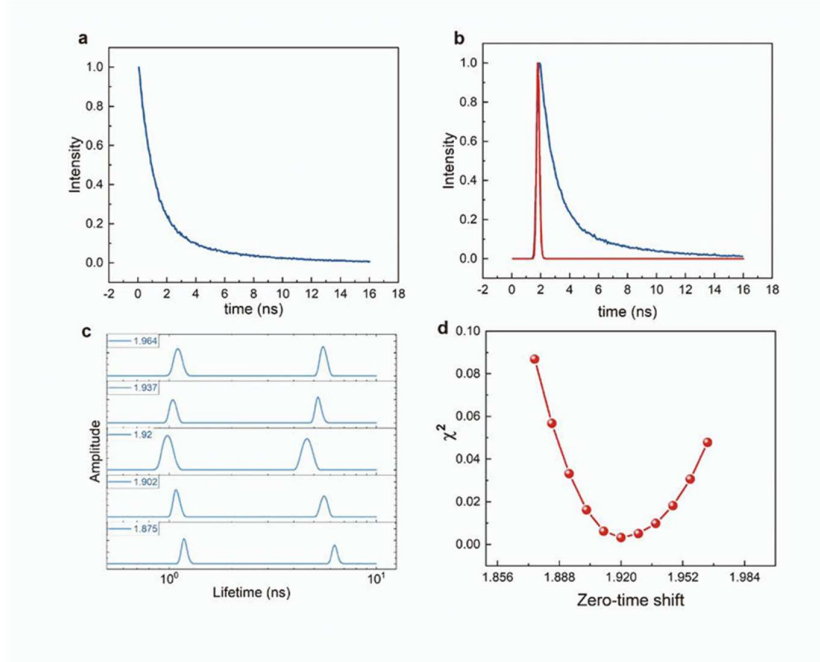 a
1.0
0.8
0.6
0.4
0.2
0.0
Intensity
-2 0 2 4 6 8 10 12 14 16 18
time (ns)
b
1.0
0.8
0.6
0.4
0.2
0.0
Intensity
-2 0 2 4 6 8 10 12 14 16 18
time (ns)
c
1.964
1.937
1.92
1.902
1.875
Amplitude
10⁰ 10¹
Lifetime (ns)
d
0.10
0.08
0.06
0.04
0.02
0.00
χ²
1.856 1.888 1.920 1.952 1.984
Zero-time shift